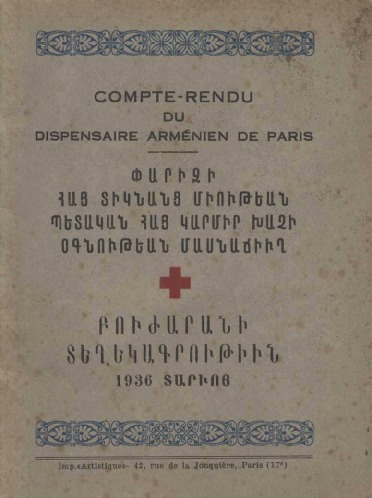 COMPTE-RENDU
DU
DISPENSAIRE ARMÉNIEN DE PARIS
ՓԱՐԻԶԻ
ՀԱՅ ՏԻԿՆԱՆՑ ՄԻՈՒԹԵԱՆ
ՊԵՏԱԿԱՆ ՀԱՅ ԿԱՐՄԻՐ ԽԱՉԻ
ՕԳՆՈՒԹԵԱՆ ՄԱՍՆԱՃԻՒՂ
ԲՈՒԺԱՐԱՆԻ
ՏԵՂԵԿԱԳՐՈՒԹԻՒՆ
1936 ՏԱՐՒՈՅ
Imp.«Artistique»- 42, rue de la Jonquière, Paris (17ᵉ)